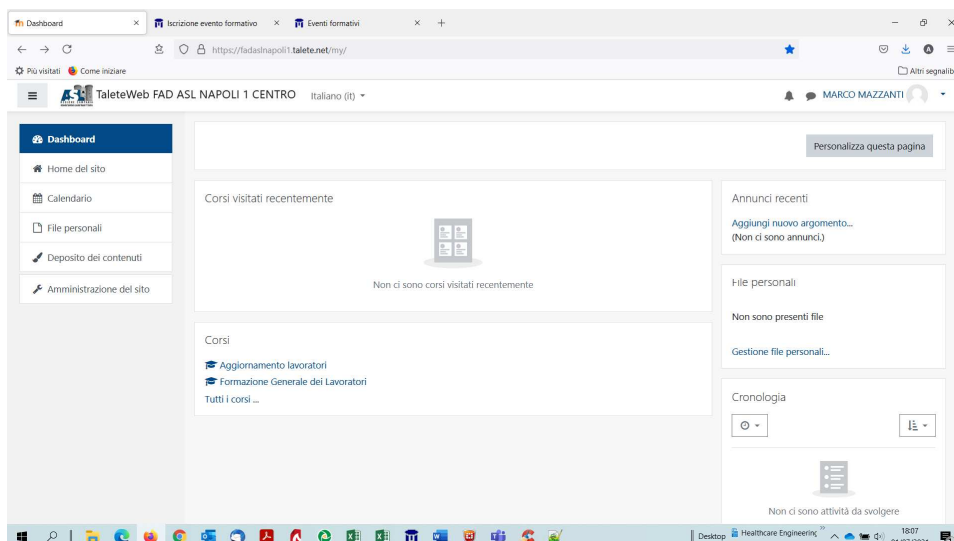 Dashboard
Iscrizione evento formativo
Eventi formativi
https://fadaslnapoli1.talete.net/my/
Più visitati
Come iniziare
Altri segnalib
TaleteWeb FAD ASL NAPOLI 1 CENTRO
Italiano (it)
MARCO MAZZANTI
Dashboard
Home del sito
Calendario
File personali
Deposito dei contenuti
Amministrazione del sito
Personalizza questa pagina
Corsi visitati recentemente
Non ci sono corsi visitati recentemente
Corsi
Aggiornamento lavoratori
Formazione Generale dei Lavoratori
Tutti i corsi ...
Annunci recenti
Aggiungi nuovo argomento...
(Non ci sono annunci.)
File personali
Non sono presenti file
Gestione file personali...
Cronologia
Non ci sono attività da svolgere
Desktop
Healthcare Engineering
18:07